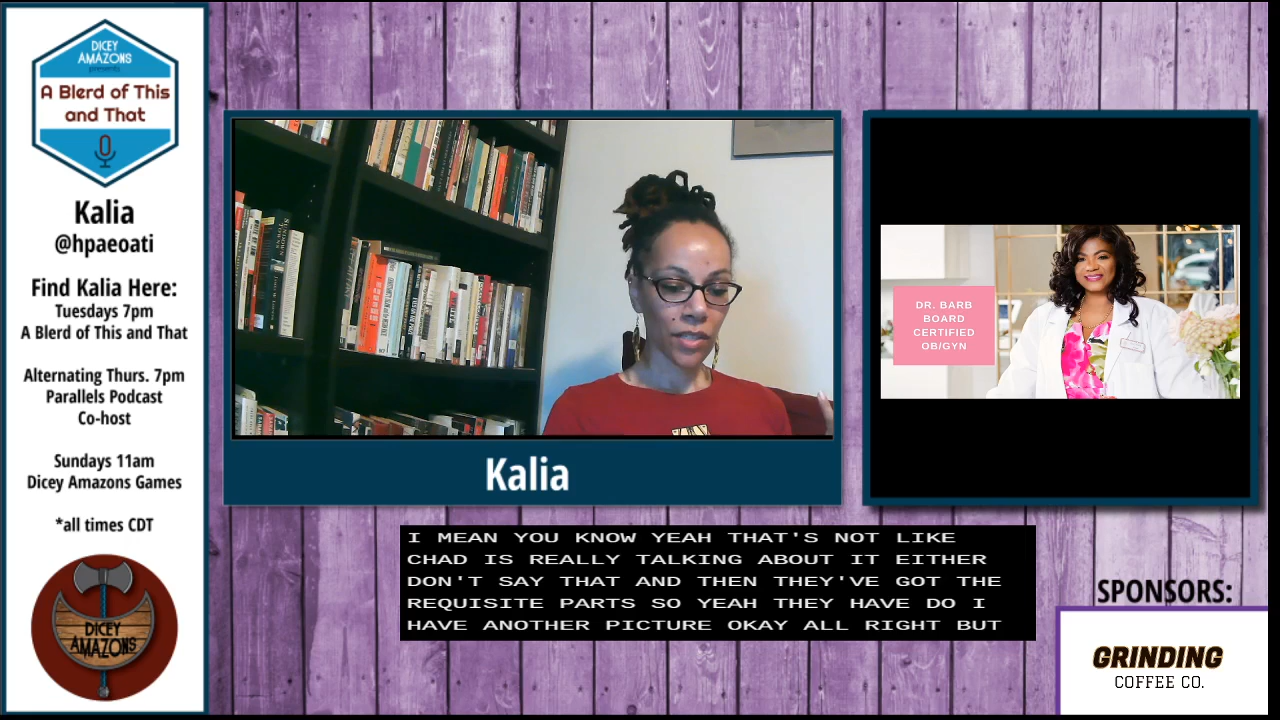 DICEY
AMAZONS
presents
A Blerd of This
and That
Kalia
@hpaeoati
Find Kalia Here:
Tuesdays 7pm
A Blerd of This and That
Alternating Thurs. 7pm
Parallels Podcast
Co-host
Sundays 11am
Dicey Amazons Games
*all times CDT
DICEY
AMAZONS
Kalia
DR. BARB
BOARD
CERTIFIED
OB/GYN
I MEAN YOU KNOW YEAH THAT'S NOT LIKE
CHAD IS REALLY TALKING ABOUT IT EITHER
DON'T SAY THAT AND THEN THEY'VE GOT THE
REQUISITE PARTS SO YEAH THEY HAVE DO I
HAVE ANOTHER PICTURE OKAY ALL RIGHT BUT
SPONSORS:
GRINDING
COFFEE CO.